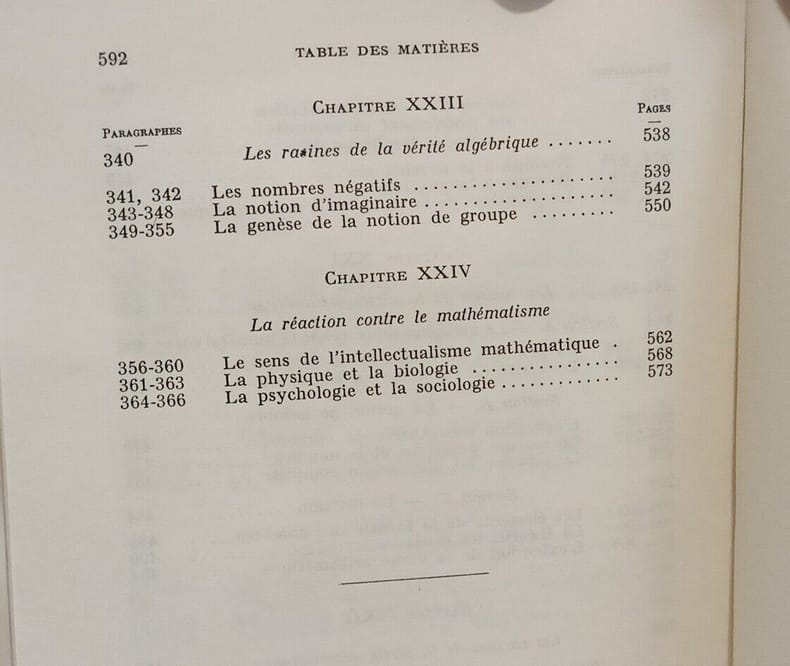 592 TABLE DES MATIÈRES
CHAPITRE XXIII
PARAGRAPHES PAGES
340 Les racines de la vérité algébrique ....... 538
341, 342 Les nombres négatifs .................... 539
343-348 La notion d'imaginaire ................... 542
349-355 La genèse de la notion de groupe ......... 550
CHAPITRE XXIV
La réaction contre le mathématisme
356-360 Le sens de l'intellectualisme mathématique . 562
361-363 La physique et la biologie ............... 568
364-366 La psychologie et la sociologie ............ 573